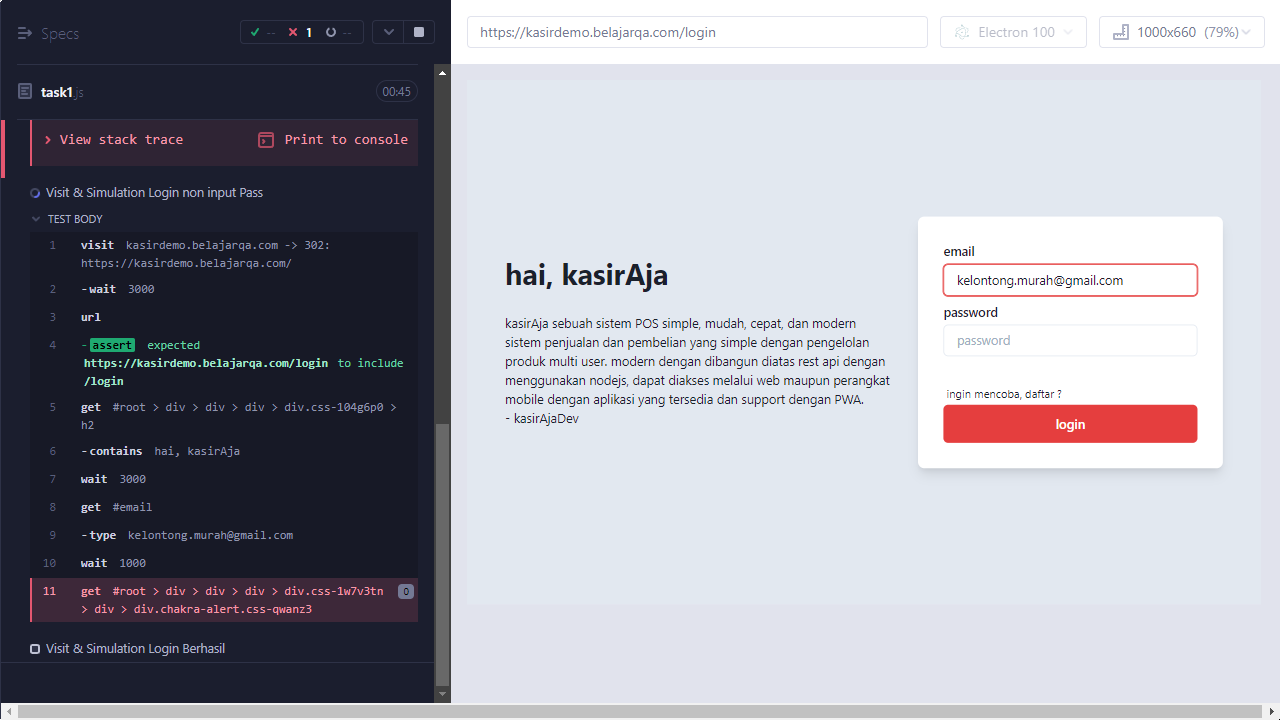 Specs
-- 1 --
task1.js 00:45
View stack trace Print to console
Visit & Simulation Login non input Pass
TEST BODY
1 visit kasirdemo.belajarqa.com -> 302:
https://kasirdemo.belajarqa.com/
2 -wait 3000
3 url
4 -assert expected
https://kasirdemo.belajarqa.com/login to include
/login
5 get #root > div > div > div > div.css-104g6p0 >
h2
6 -contains hai, kasirAja
7 wait 3000
8 get #email
9 -type kelontong.murah@gmail.com
10 wait 1000
11 get #root > div > div > div > div.css-1w7v3tn 0
> div > div.chakra-alert.css-qwanz3
Visit & Simulation Login Berhasil
https://kasirdemo.belajarqa.com/login Electron 100 1000x660 (79%)
hai, kasirAja
kasirAja sebuah sistem POS simple, mudah, cepat, dan modern
sistem penjualan dan pembelian yang simple dengan pengelolan
produk multi user. modern dengan dibangun diatas rest api dengan
menggunakan nodejs, dapat diakses melalui web maupun perangkat
mobile dengan aplikasi yang tersedia dan support dengan PWA.
- kasirAjaDev
email
kelontong.murah@gmail.com
password
password
ingin mencoba, daftar ?
login